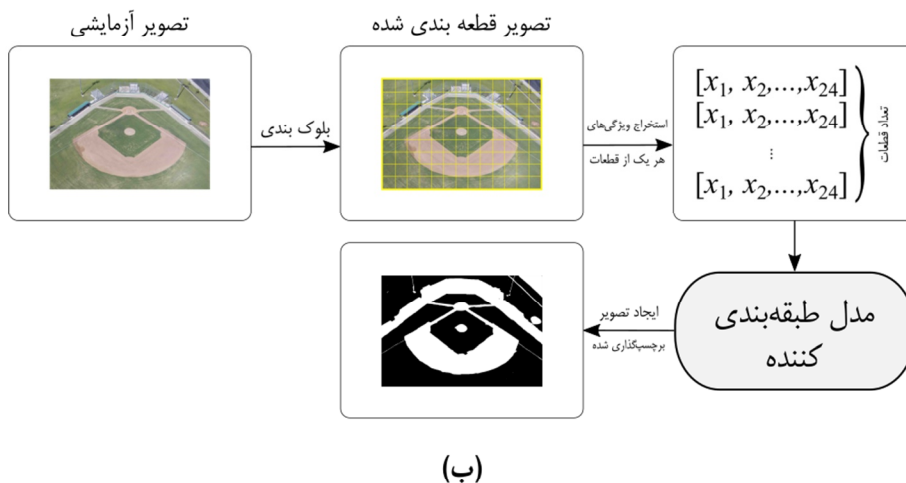 تصویر آزمایشی
بلوک بندی
تصویر قطعه بندی شده
استخراج ویژگی‌های
هر یک از قطعات
[x₁, x₂,...,x₂₄]
[x₁, x₂,...,x₂₄]
⋮
[x₁, x₂,...,x₂₄]
تعداد قطعات
مدل طبقه‌بندی
کننده
ایجاد تصویر
برچسپ‌گذاری شده
(ب)